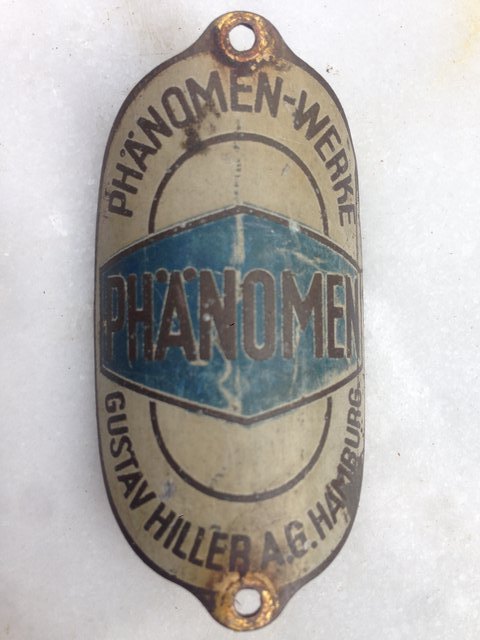 PHÄNOMEN-WERKE
PHÄNOMEN
GUSTAV HILLER A.G. HAMBURG